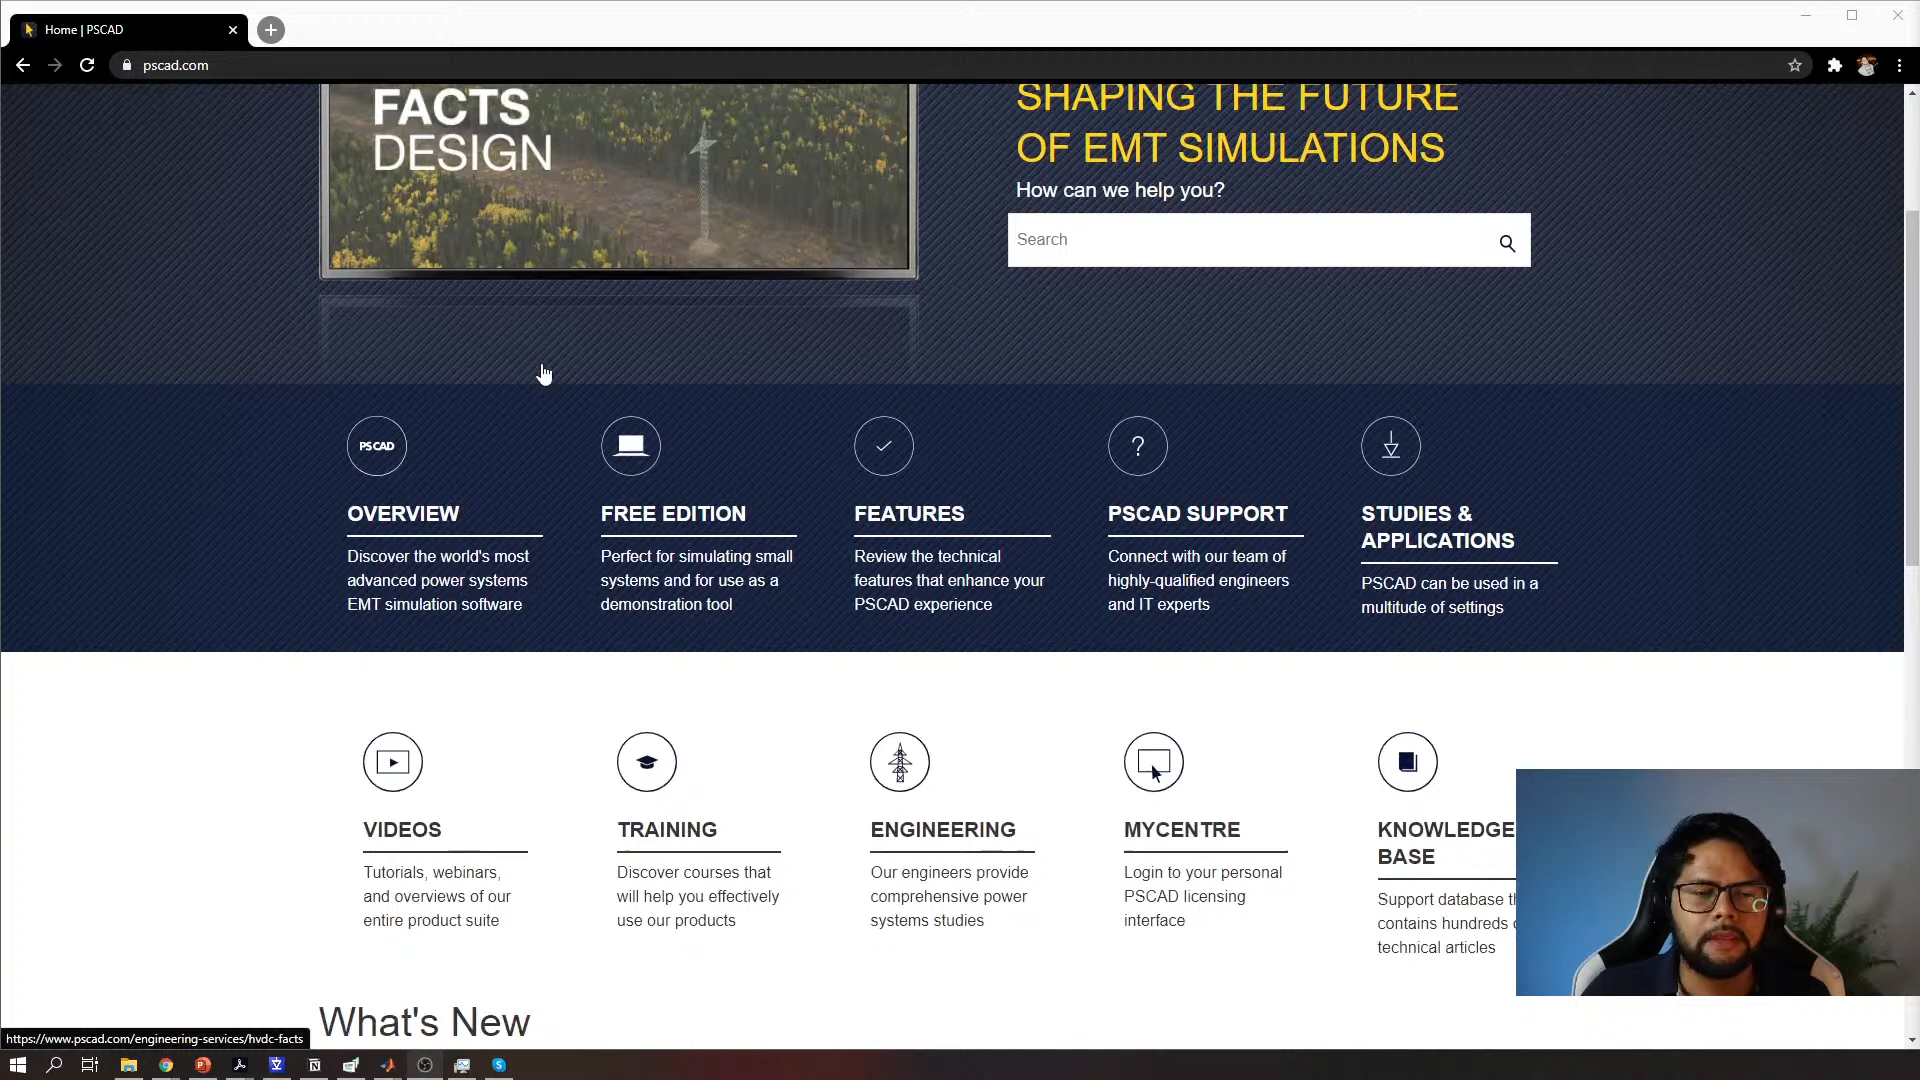 Home | PSCAD
pscad.com
FACTS
DESIGN
SHAPING THE FUTURE
OF EMT SIMULATIONS
How can we help you?
Search
PSCAD
OVERVIEW
Discover the world's most
advanced power systems
EMT simulation software
FREE EDITION
Perfect for simulating small
systems and for use as a
demonstration tool
FEATURES
Review the technical
features that enhance your
PSCAD experience
?
PSCAD SUPPORT
Connect with our team of
highly-qualified engineers
and IT experts
STUDIES &
APPLICATIONS
PSCAD can be used in a
multitude of settings
VIDEOS
Tutorials, webinars,
and overviews of our
entire product suite
TRAINING
Discover courses that
will help you effectively
use our products
ENGINEERING
Our engineers provide
comprehensive power
systems studies
MYCENTRE
Login to your personal
PSCAD licensing
interface
KNOWLEDGE
BASE
Support database
contains hundreds
technical articles
What's New
https://www.pscad.com/engineering-services/hvdc-facts